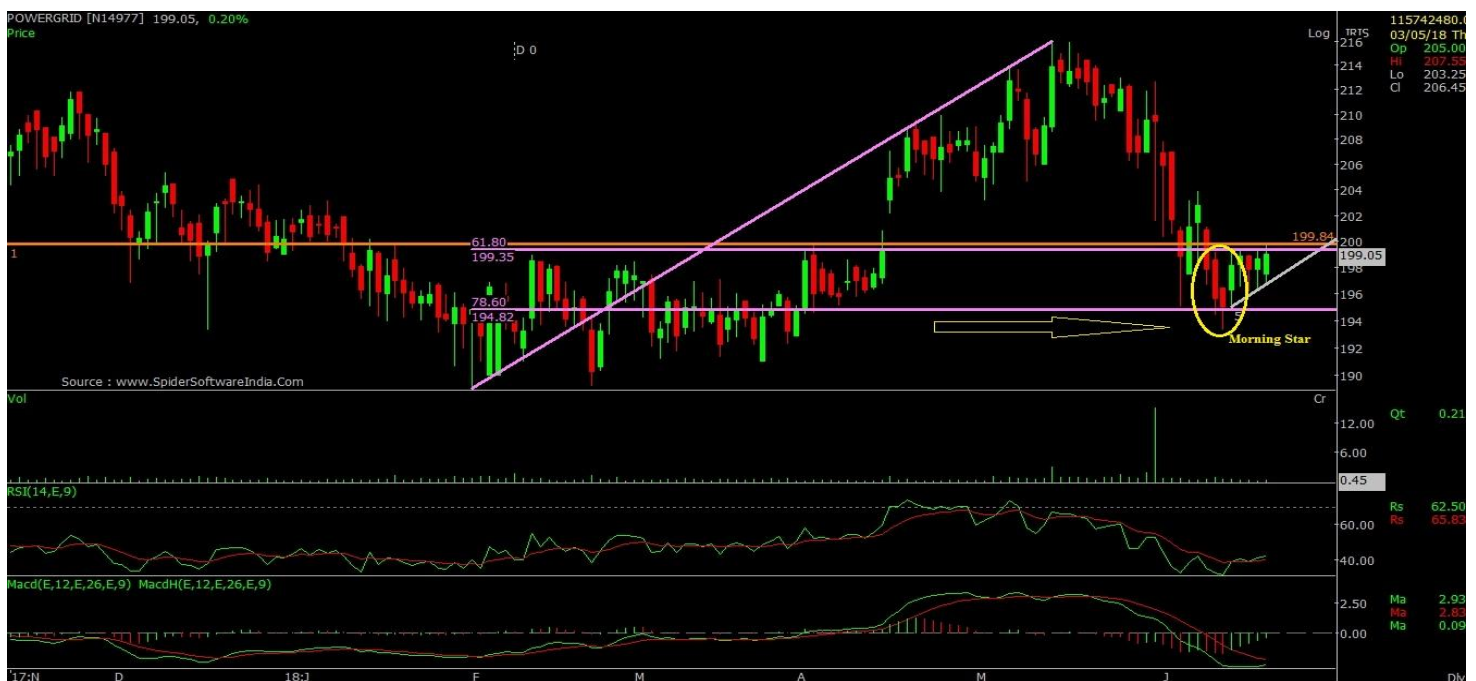 POWERGRID [N14977] 199.05, 0.20%
Price
D 0
Log
216
214
212
210
208
206
204
202
200
198
196
194
192
190
115742480.0
03/05/18 Th
Op 205.00
Hi 207.55
Lo 203.25
Cl 206.45
1
61.80
199.35
199.84
199.05
78.60
194.82
Morning Star
Source : www.SpiderSoftwareIndia.Com
Vol
Cr
12.00
6.00
0.45
Qt 0.21
RSI(14,E,9)
60.00
40.00
Rs 62.50
Rs 65.83
Macd(E,12,E,26,E,9) MacdH(E,12,E,26,E,9)
2.50
0.00
Ma 2.93
Ma 2.83
Ma 0.09
'17:N D 18:J F M A M J Dly